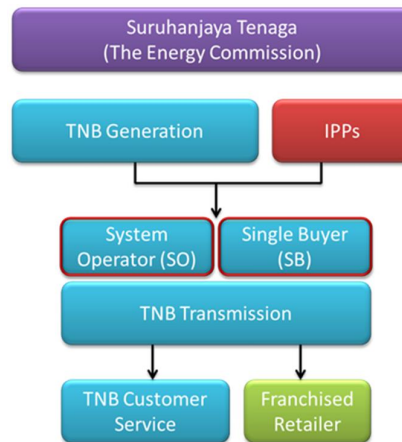 Suruhanjaya Tenaga
(The Energy Commission)
TNB Generation
IPPs
System
Operator (SO)
Single Buyer
(SB)
TNB Transmission
TNB Customer
Service
Franchised
Retailer